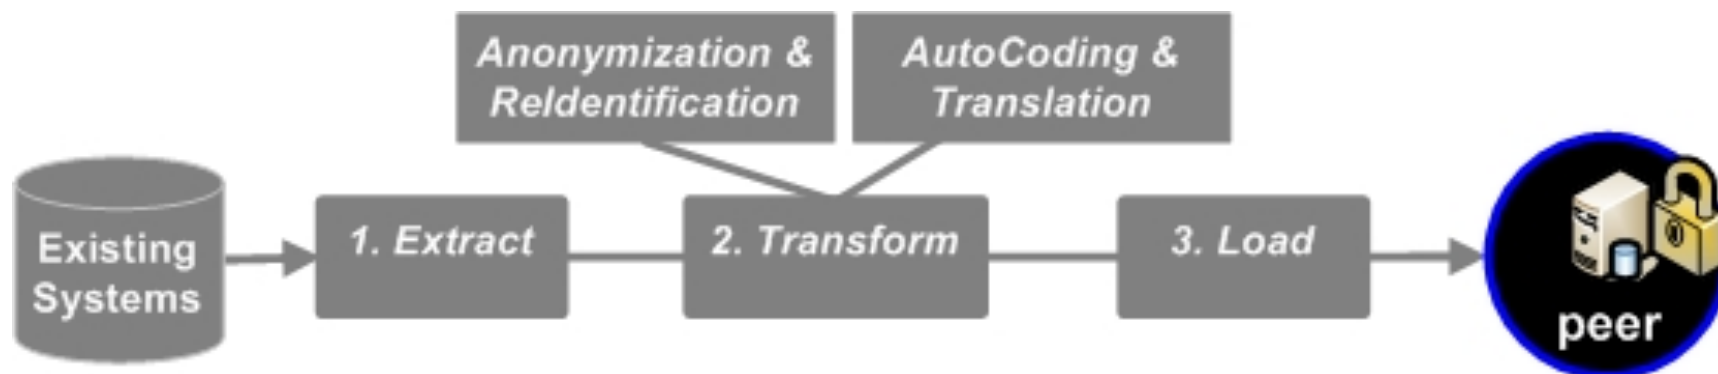 Anonymization &
ReIdentification
AutoCoding &
Translation
Existing
Systems
1. Extract
2. Transform
3. Load
peer